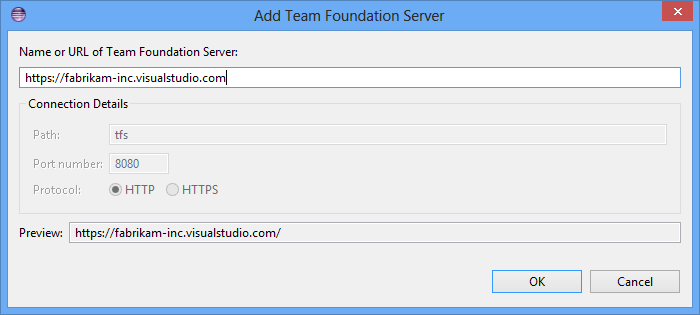 Add Team Foundation Server
Name or URL of Team Foundation Server:
https://fabrikam-inc.visualstudio.com
Connection Details
Path: tfs
Port number: 8080
Protocol: HTTP HTTPS
Preview: https://fabrikam-inc.visualstudio.com/
OK Cancel